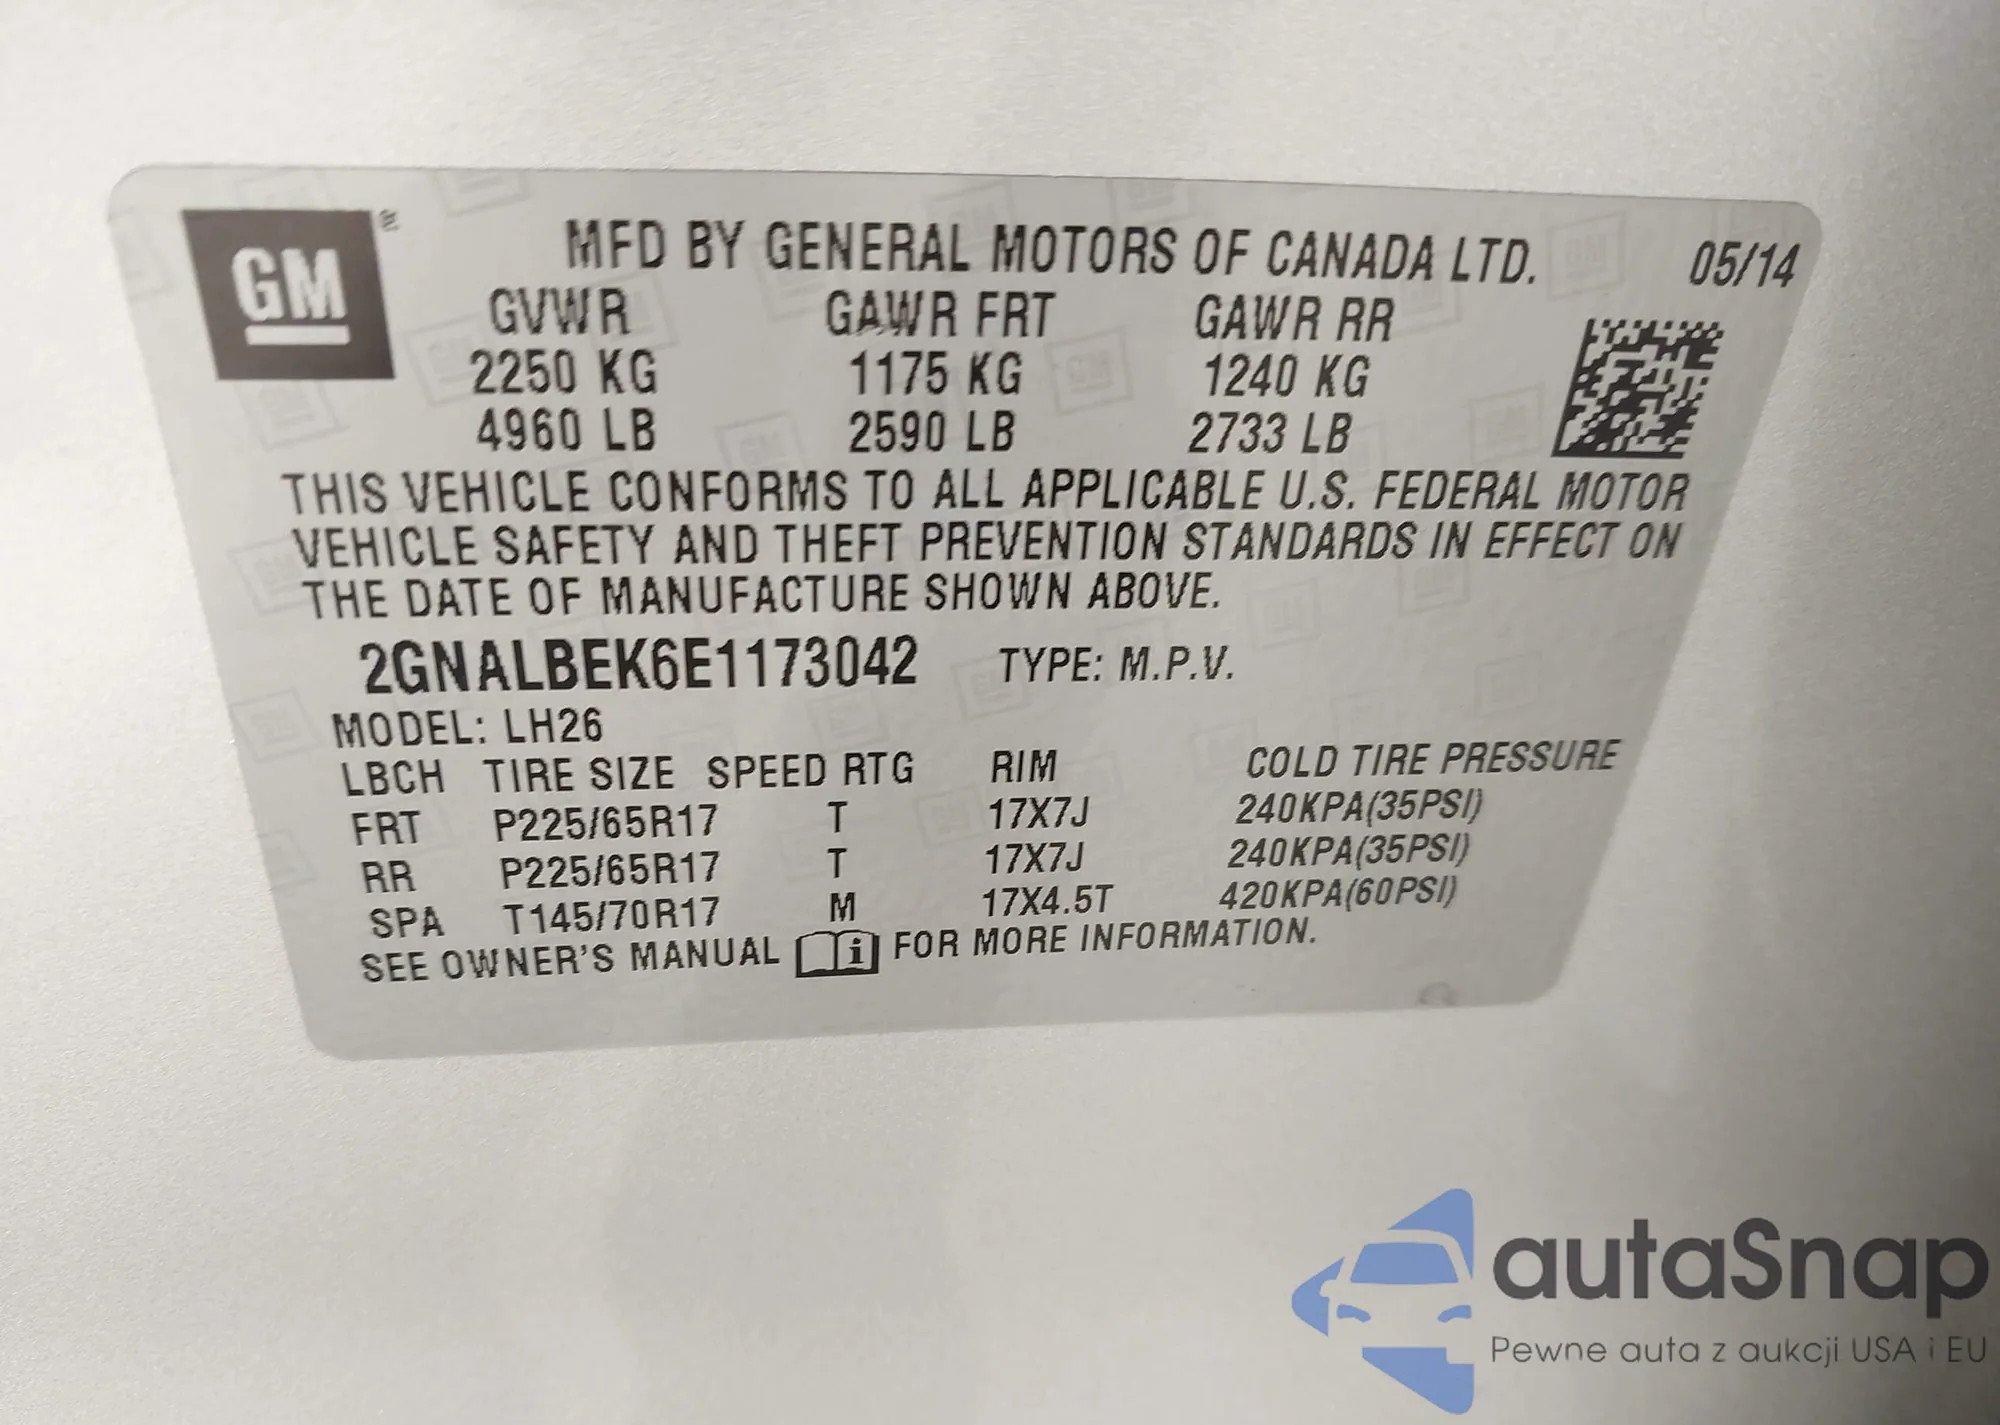 GM®
MFD BY GENERAL MOTORS OF CANADA LTD. 05/14
GVWR GAWR FRT GAWR RR
2250 KG 1175 KG 1240 KG
4960 LB 2590 LB 2733 LB
THIS VEHICLE CONFORMS TO ALL APPLICABLE U.S. FEDERAL MOTOR
VEHICLE SAFETY AND THEFT PREVENTION STANDARDS IN EFFECT ON
THE DATE OF MANUFACTURE SHOWN ABOVE.
2GNALBEK6E1173042 TYPE: M.P.V.
MODEL: LH26
LBCH TIRE SIZE SPEED RTG RIM COLD TIRE PRESSURE
FRT P225/65R17 T 17X7J 240KPA(35PSI)
RR P225/65R17 T 17X7J 240KPA(35PSI)
SPA T145/70R17 M 17X4.5T 420KPA(60PSI)
SEE OWNER'S MANUAL i FOR MORE INFORMATION.
autaSnap
Pewne auta z aukcji USA i EU